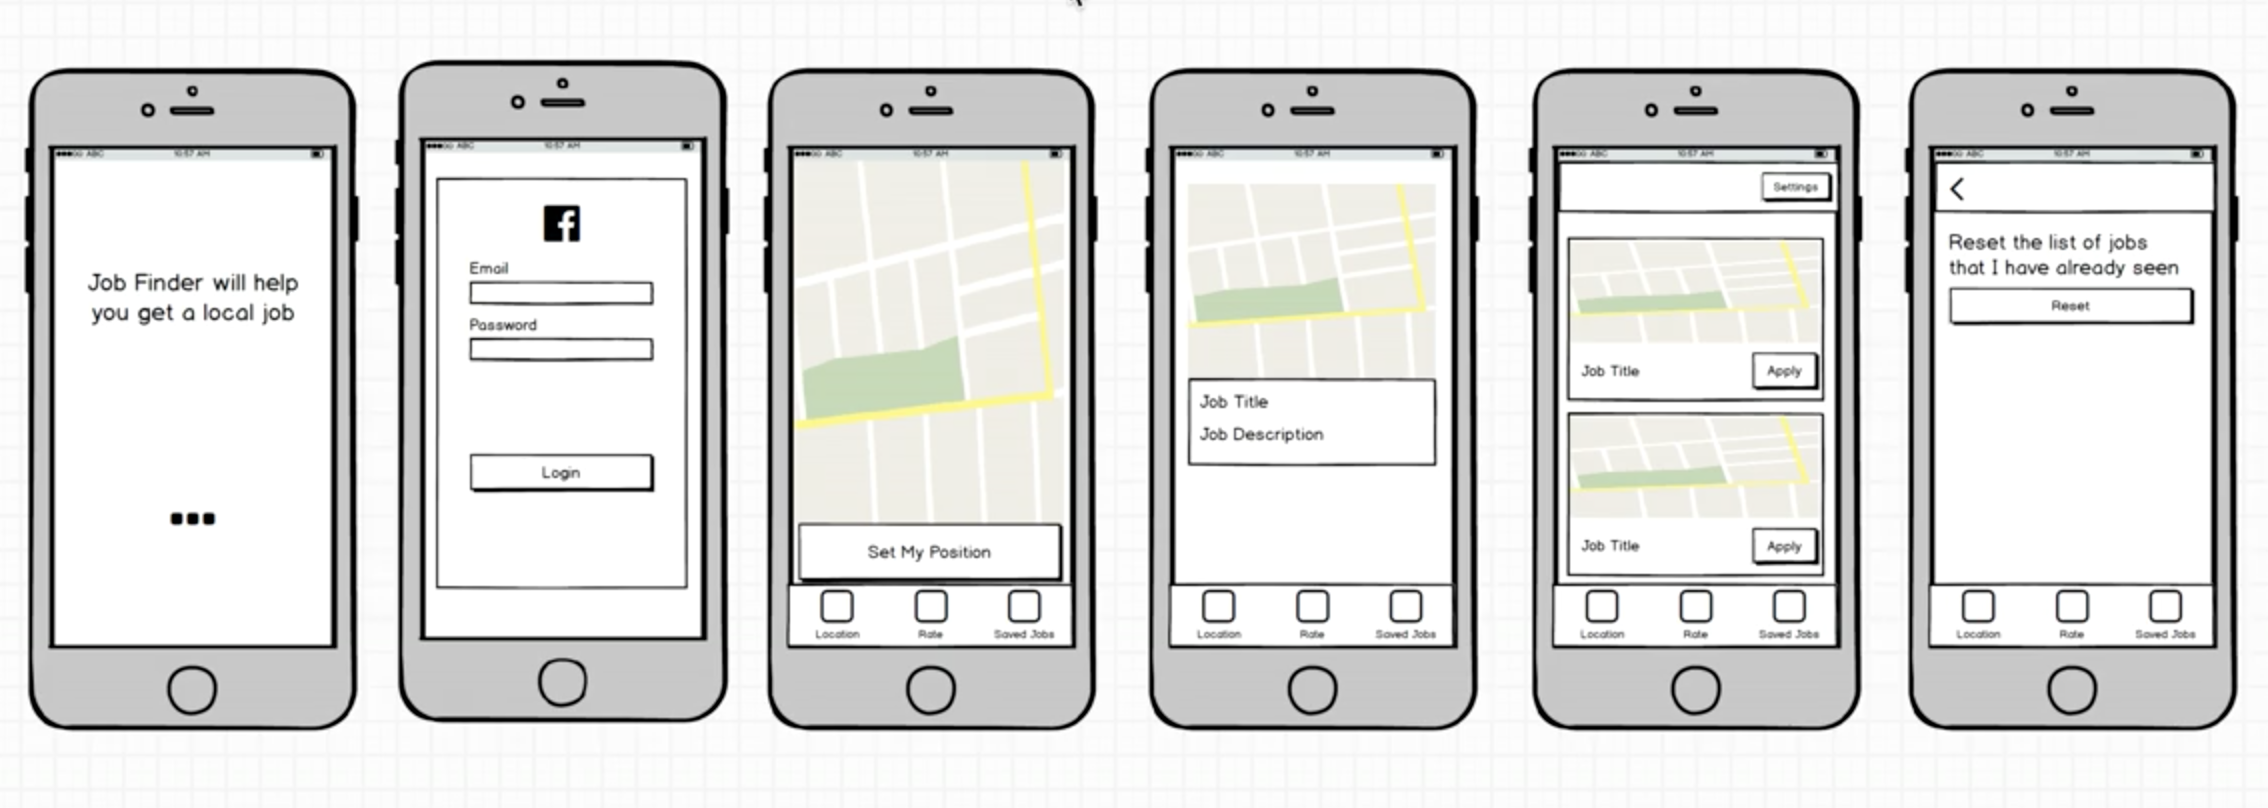 ABC 10:57 AM
Job Finder will help
you get a local job
ABC 10:57 AM
f
Email
Password
Login
ABC 10:57 AM
Set My Position
Location Rate Saved Jobs
ABC 10:57 AM
Job Title
Job Description
Location Rate Saved Jobs
ABC 10:57 AM
Settings
Job Title Apply
Job Title Apply
Location Rate Saved Jobs
ABC 10:57 AM
Reset the list of jobs
that I have already seen
Reset
Location Rate Saved Jobs